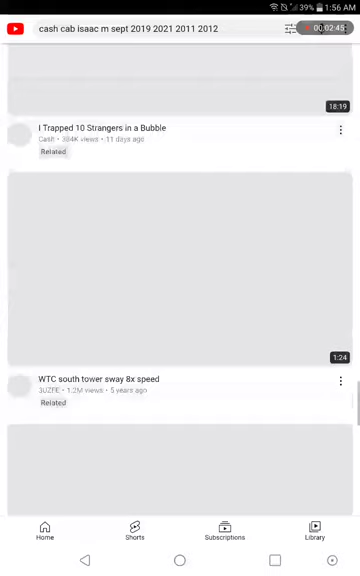 39% 1:56 AM
cash cab isaac m sept 2019 2021 2011 2012
00:02:45
18:19
I Trapped 10 Strangers in a Bubble
Cash • 384K views • 11 days ago
Related
1:24
WTC south tower sway 8x speed
3UZFE • 1.2M views • 5 years ago
Related
Home Shorts Subscriptions Library